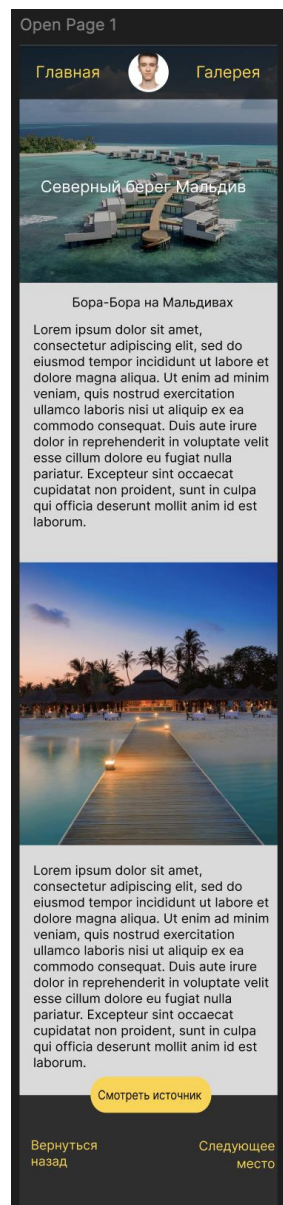 Open Page 1
Главная
Галерея
Северный берег Мальдив
Бора-Бора на Мальдивах
Lorem ipsum dolor sit amet,
consectetur adipiscing elit, sed do
eiusmod tempor incididunt ut labore et
dolore magna aliqua. Ut enim ad minim
veniam, quis nostrud exercitation
ullamco laboris nisi ut aliquip ex ea
commodo consequat. Duis aute irure
dolor in reprehenderit in voluptate velit
esse cillum dolore eu fugiat nulla
pariatur. Excepteur sint occaecat
cupidatat non proident, sunt in culpa
qui officia deserunt mollit anim id est
laborum.
Lorem ipsum dolor sit amet,
consectetur adipiscing elit, sed do
eiusmod tempor incididunt ut labore et
dolore magna aliqua. Ut enim ad minim
veniam, quis nostrud exercitation
ullamco laboris nisi ut aliquip ex ea
commodo consequat. Duis aute irure
dolor in reprehenderit in voluptate velit
esse cillum dolore eu fugiat nulla
pariatur. Excepteur sint occaecat
cupidatat non proident, sunt in culpa
qui officia deserunt mollit anim id est
laborum.
Смотреть источник
Вернуться
назад
Следующее
место